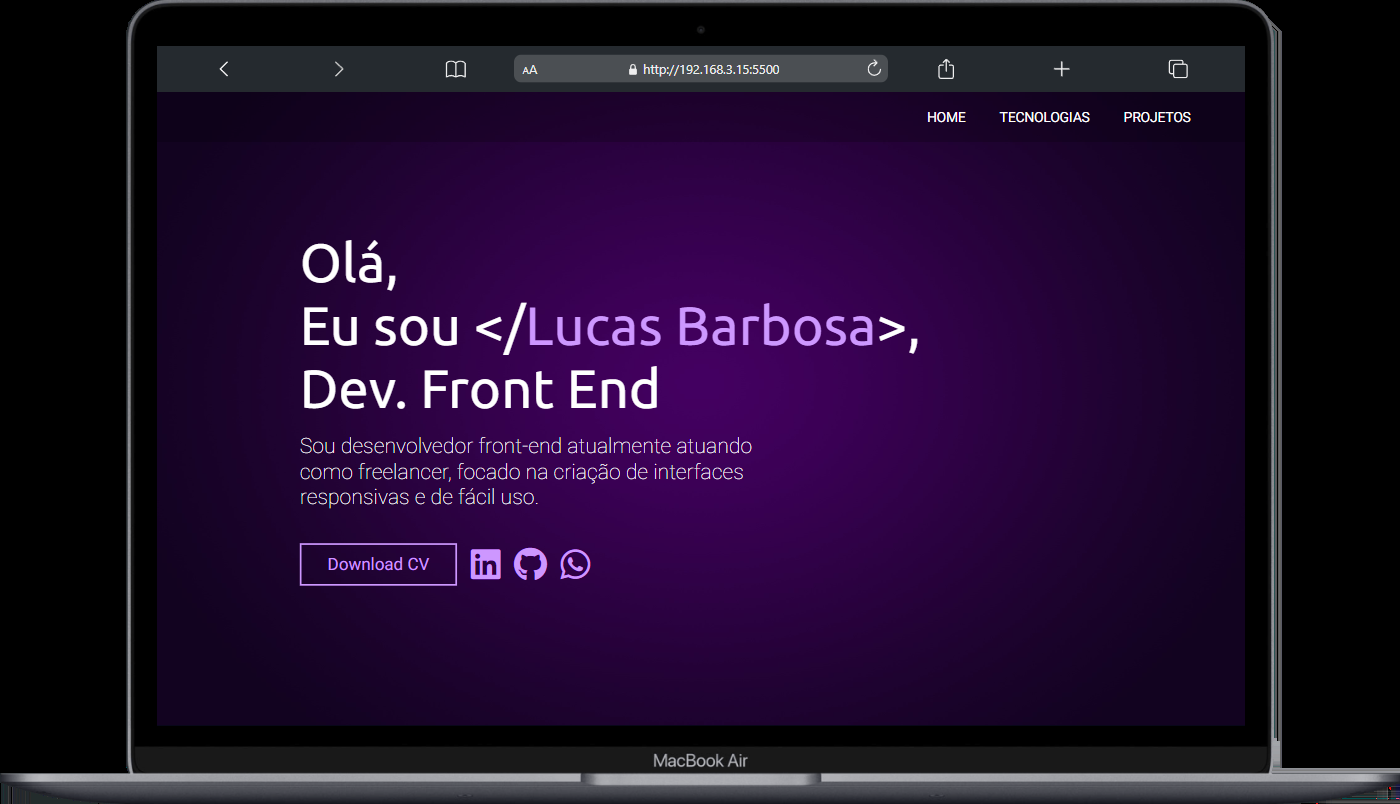 AA http://192.168.3.15:5500
HOME TECNOLOGIAS PROJETOS
Olá,
Eu sou </Lucas Barbosa>,
Dev. Front End
Sou desenvolvedor front-end atualmente atuando
como freelancer, focado na criação de interfaces
responsivas e de fácil uso.
Download CV in
MacBook Air